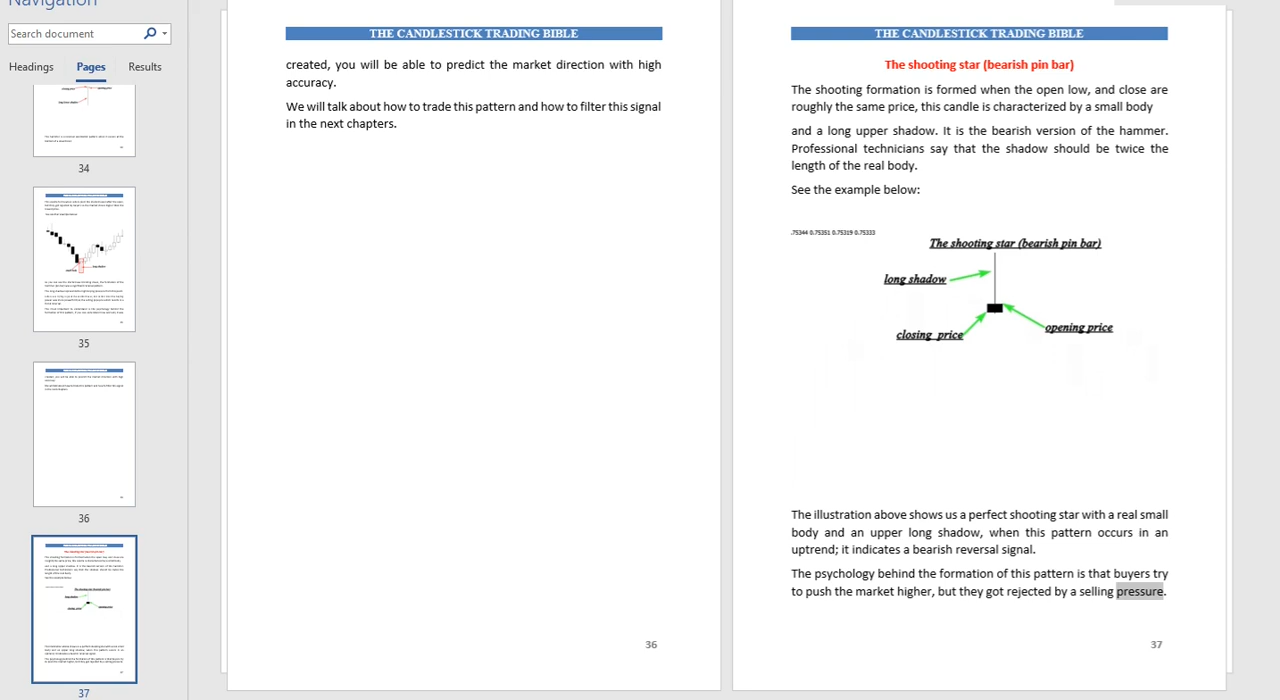 Navigation
Search document
Headings
Pages
Results
34
35
36
37
THE CANDLESTICK TRADING BIBLE
created, you will be able to predict the market direction with high
accuracy.
We will talk about how to trade this pattern and how to filter this signal
in the next chapters.
36
THE CANDLESTICK TRADING BIBLE
The shooting star (bearish pin bar)
The shooting formation is formed when the open low, and close are
roughly the same price, this candle is characterized by a small body
and a long upper shadow. It is the bearish version of the hammer.
Professional technicians say that the shadow should be twice the
length of the real body.
See the example below:
.75344 0.75351 0.75319 0.75333
The shooting star (bearish pin bar)
long shadow
opening price
closing price
The illustration above shows us a perfect shooting star with a real small
body and an upper long shadow, when this pattern occurs in an
uptrend; it indicates a bearish reversal signal.
The psychology behind the formation of this pattern is that buyers try
to push the market higher, but they got rejected by a selling pressure.
37